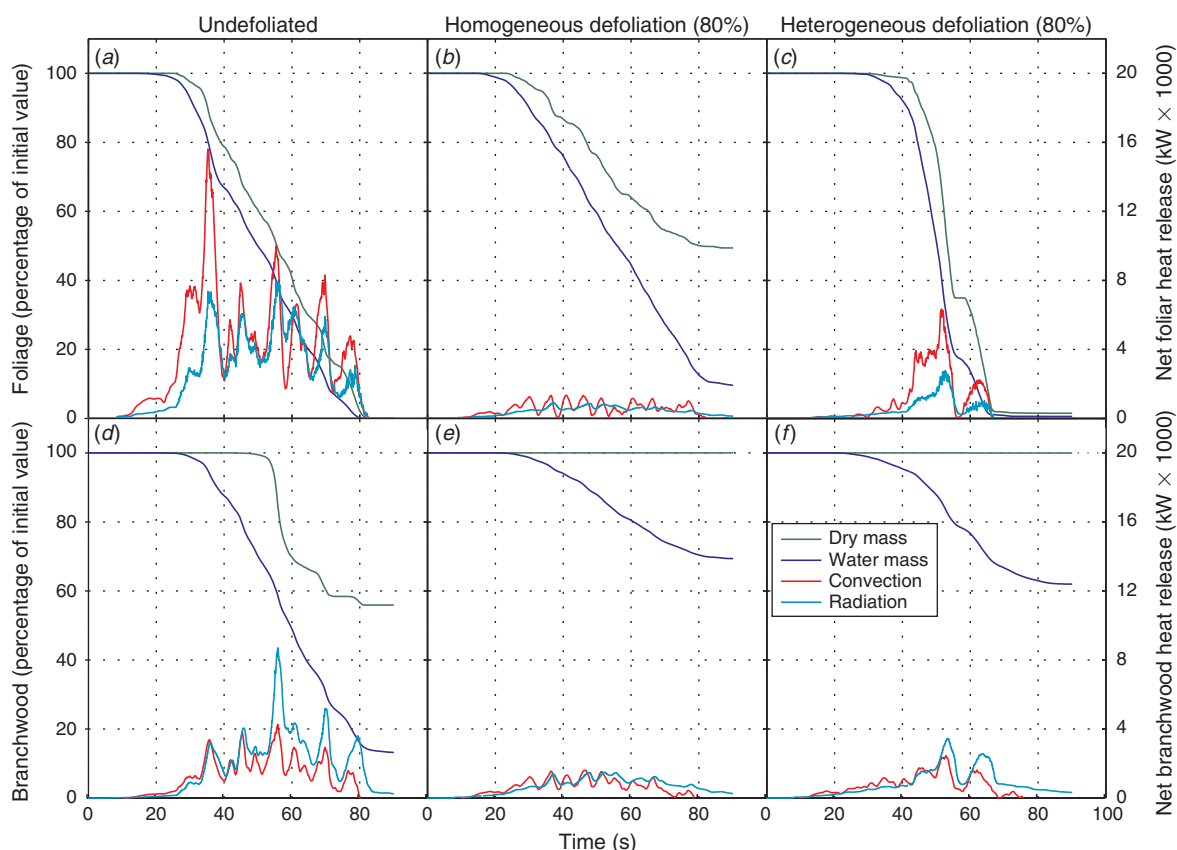 Undefoliated
Homogeneous defoliation (80%)
Heterogeneous defoliation (80%)
(a)
(b)
(c)
Foliage (percentage of initial value)
100
80
60
40
20
0
20
16
12
8
4
0
Net foliar heat release (kW × 1000)
(d)
(e)
(f)
Branchwood (percentage of initial value)
100
80
60
40
20
0
Dry mass
Water mass
Convection
Radiation
20
16
12
8
4
0
Net branchwood heat release (kW × 1000)
0 20 40 60 80 0 20 40 60 80 0 20 40 60 80 100
Time (s)